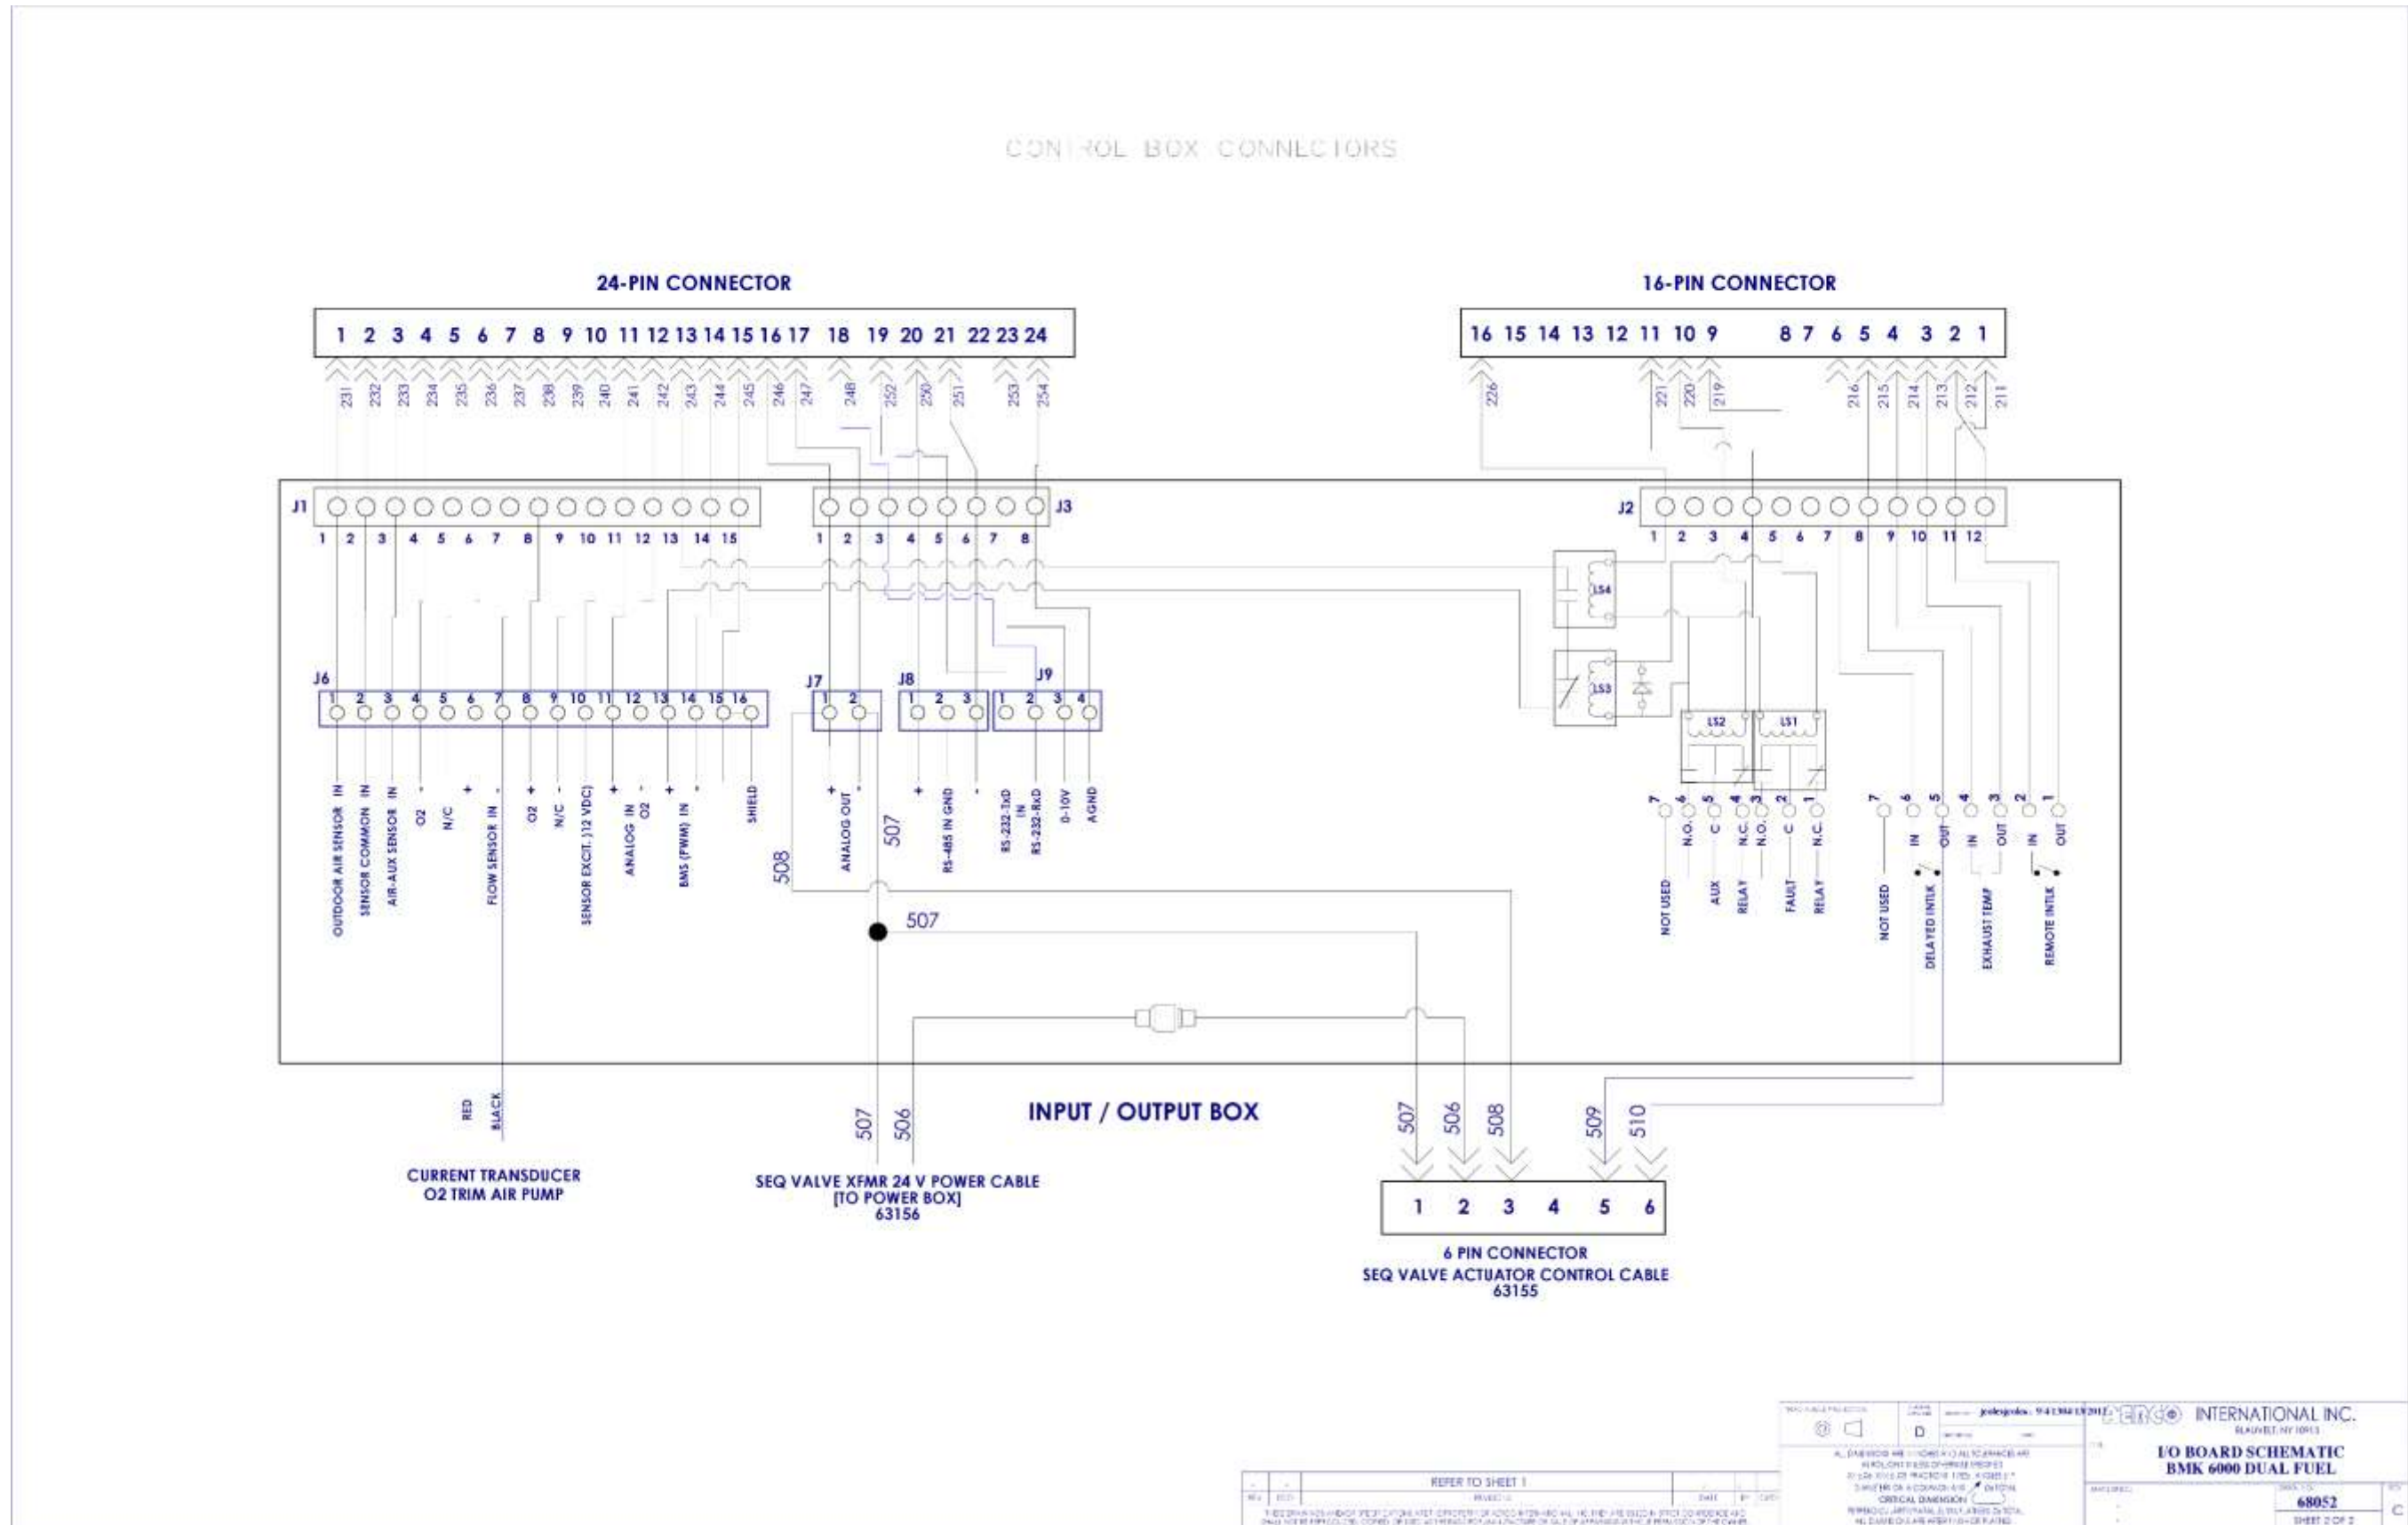 CONTROL BOX CONNECTORS
24-PIN CONNECTOR
16-PIN CONNECTOR
1 2 3 4 5 6 7 8 9 10 11 12 13 14 15 16 17 18 19 20 21 22 23 24
16 15 14 13 12 11 10 9 8 7 6 5 4 3 2 1
231 232 233 234 235 236 237 238 239 240 241 242 243 244 245 246 247 248 252 250 251 253 254
226 221 220 219 216 215 214 213 212 211
J1
J3
J2
1 2 3 4 5 6 7 8 9 10 11 12 13 14 15
1 2 3 4 5 6 7 8
1 2 3 4 5 6 7 8 9 10 11 12
LS4
LS3
J6
J7
J8
J9
1 2 3 4 5 6 7 8 9 10 11 12 13 14 15 16
1 2
1 2 3
1 2 3 4
LS2
LS1
OUTDOOR AIR SENSOR IN
SENSOR COMMON IN
AIR-AUX SENSOR IN
O2 -
N/C
+
FLOW SENSOR IN -
O2 +
N/C -
SENSOR EXCIT. )12 VDC)
ANALOG IN +
O2 -
BMS (PWM) IN + -
SHIELD
+ ANALOG OUT -
508
507
+
RS-485 IN GND
-
RS-232-TxD
IN
RS-232-RxD
0-10V
AGND
7 6 5 4 3 2 1
N.O. C N.C. N.O. C N.C.
NOT USED
AUX
RELAY
FAULT
RELAY
7 6 5 4 3 2 1
IN OUT IN OUT IN OUT
NOT USED
DELAYED INTLK
EXHAUST TEMP
REMOTE INTLK
507
RED
BLACK
507
506
INPUT / OUTPUT BOX
507
506
508
509
510
CURRENT TRANSDUCER
O2 TRIM AIR PUMP
SEQ VALVE XFMR 24 V POWER CABLE
[TO POWER BOX]
63156
1 2 3 4 5 6
6 PIN CONNECTOR
SEQ VALVE ACTUATOR CONTROL CABLE
63155
D
AERCO INTERNATIONAL INC.
BLAUVELT, NY 10913
I/O BOARD SCHEMATIC
BMK 6000 DUAL FUEL
REFER TO SHEET 1
DATE BY
CRITICAL DIMENSION
68052
C
SHEET 2 OF 2